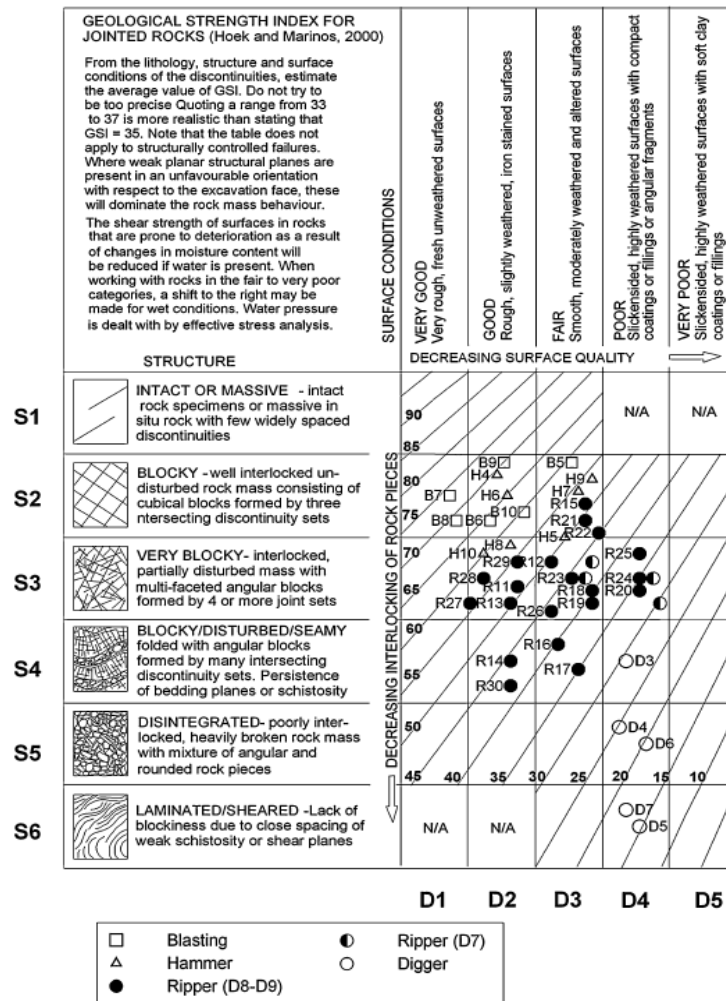 GEOLOGICAL STRENGTH INDEX FOR
JOINTED ROCKS (Hoek and Marinos, 2000)
From the lithology, structure and surface
conditions of the discontinuities, estimate
the average value of GSI. Do not try to
be too precise Quoting a range from 33
to 37 is more realistic than stating that
GSI = 35. Note that the table does not
apply to structurally controlled failures.
Where weak planar structural planes are
present in an unfavourable orientation
with respect to the excavation face, these
will dominate the rock mass behaviour.
The shear strength of surfaces in rocks
that are prone to deterioration as a result
of changes in moisture content will
be reduced if water is present. When
working with rocks in the fair to very poor
categories, a shift to the right may be
made for wet conditions. Water pressure
is dealt with by effective stress analysis.
STRUCTURE
SURFACE CONDITIONS
VERY GOOD
Very rough, fresh unweathered surfaces
GOOD
Rough, slightly weathered, iron stained surfaces
FAIR
Smooth, moderately weathered and altered surfaces
POOR
Slickensided, highly weathered surfaces with compact
coatings or fillings or angular fragments
VERY POOR
Slickensided, highly weathered surfaces with soft clay
coatings or fillings
DECREASING SURFACE QUALITY
DECREASING INTERLOCKING OF ROCK PIECES
S1
INTACT OR MASSIVE - intact
rock specimens or massive in
situ rock with few widely spaced
discontinuities
90
N/A
N/A
85
S2
BLOCKY - well interlocked un-
disturbed rock mass consisting of
cubical blocks formed by three
ntersecting discontinuity sets
B9
B5
80
H4
H9
B7
H6
H7
R15
75
B8
B6
B10
R21
R22
H5
S3
VERY BLOCKY- interlocked,
partially disturbed mass with
multi-faceted angular blocks
formed by 4 or more joint sets
70
H10
H8
R29
R12
R25
R28
R23
R24
65
R11
R18
R20
R27
R13
R19
R26
S4
BLOCKY/DISTURBED/SEAMY
folded with angular blocks
formed by many intersecting
discontinuity sets. Persistence
of bedding planes or schistosity
60
R16
R14
D3
55
R17
R30
S5
DISINTEGRATED- poorly inter-
locked, heavily broken rock mass
with mixture of angular and
rounded rock pieces
50
D4
D6
45 40 35 30 25 20 15 10
S6
LAMINATED/SHEARED -Lack of
blockiness due to close spacing of
weak schistosity or shear planes
N/A
N/A
D7
D5
D1 D2 D3 D4 D5
Blasting
Ripper (D7)
Hammer
Digger
Ripper (D8-D9)